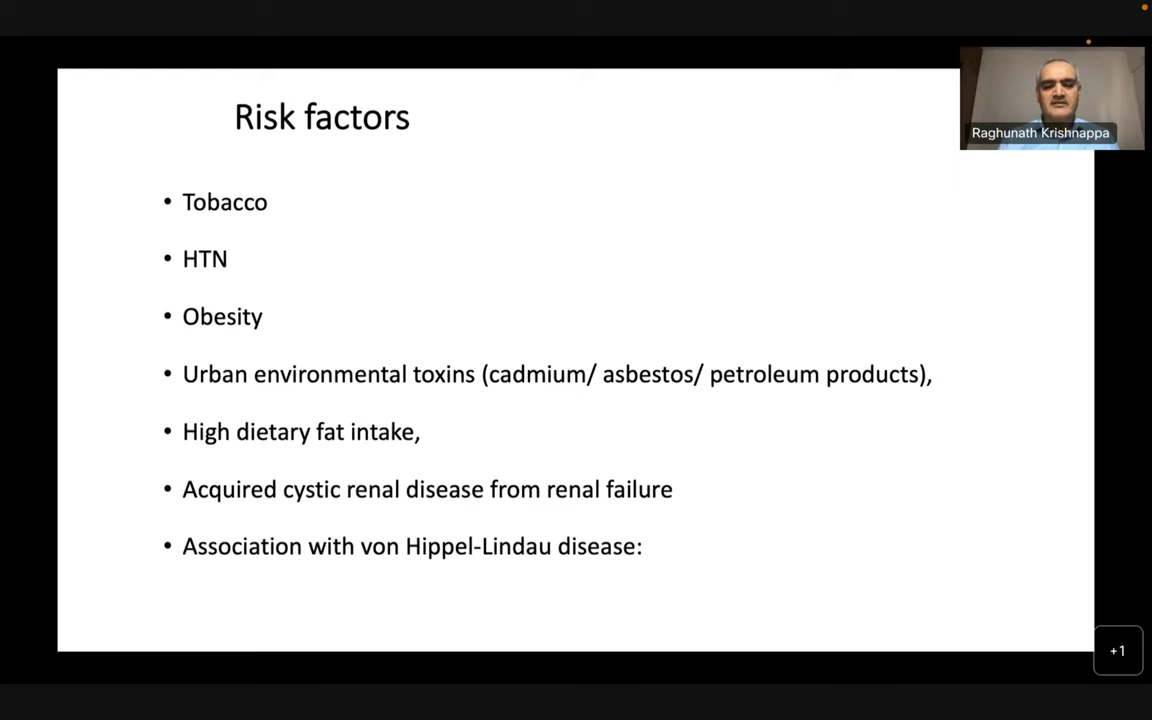 Risk factors
Raghunath Krishnappa
• Tobacco
• HTN
• Obesity
• Urban environmental toxins (cadmium/ asbestos/ petroleum products),
• High dietary fat intake,
• Acquired cystic renal disease from renal failure
• Association with von Hippel-Lindau disease:
+1